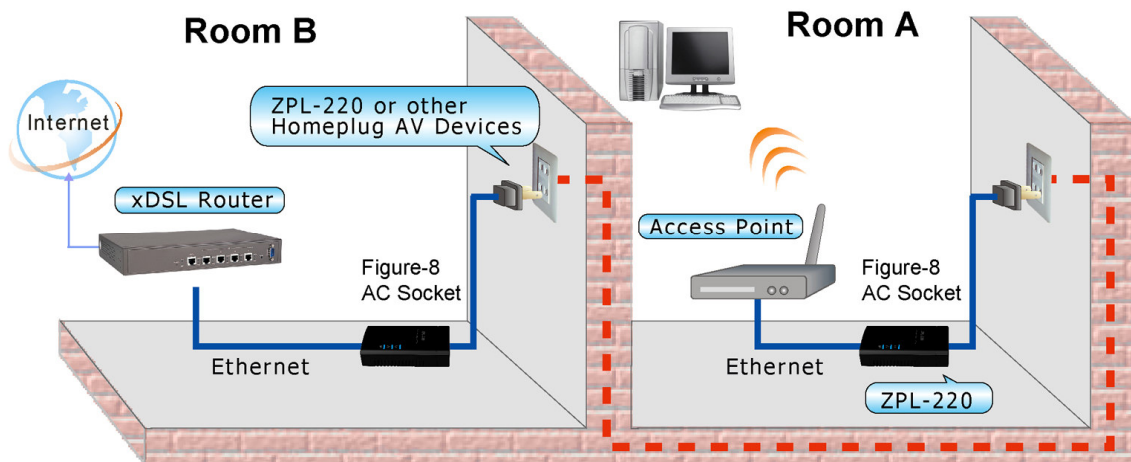 Room B
Room A
Internet
ZPL-220 or other
Homeplug AV Devices
xDSL Router
Access Point
Figure-8
AC Socket
Figure-8
AC Socket
Ethernet
Ethernet
ZPL-220